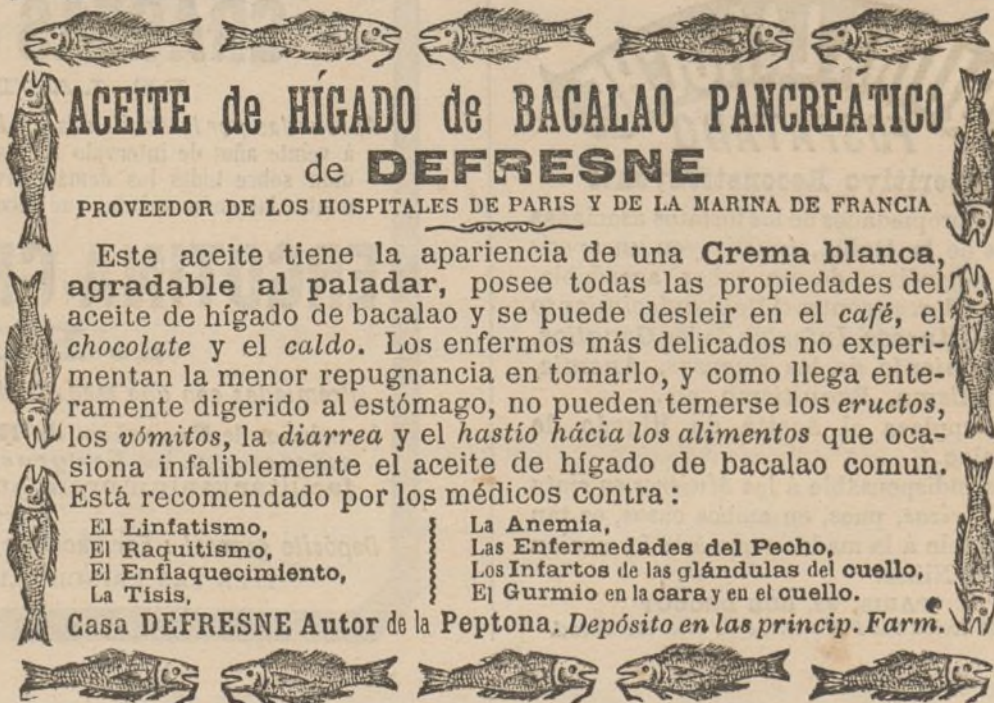 ACEITE de HÍGADO de BACALAO PANCREÁTICO
de DEFRESNE
PROVEEDOR DE LOS HOSPITALES DE PARIS Y DE LA MARINA DE FRANCIA
Este aceite tiene la apariencia de una Crema blanca,
agradable al paladar, posee todas las propiedades del
aceite de hígado de bacalao y se puede desleir en el café, el
chocolate y el caldo. Los enfermos más delicados no experi-
mentan la menor repugnancia en tomarlo, y como llega ente-
ramente digerido al estómago, no pueden temerse los eructos,
los vómitos, la diarrea y el hastío hácia los alimentos que oca-
siona infaliblemente el aceite de hígado de bacalao comun.
Está recomendado por los médicos contra:
El Linfatismo,
El Raquitismo,
El Enflaquecimiento,
La Tisis,
La Anemia,
Las Enfermedades del Pecho,
Los Infartos de las glándulas del cuello,
El Gurmio en la cara y en el cuello.
Casa DEFRESNE Autor de la Peptona. Depósito en las princip. Farm.